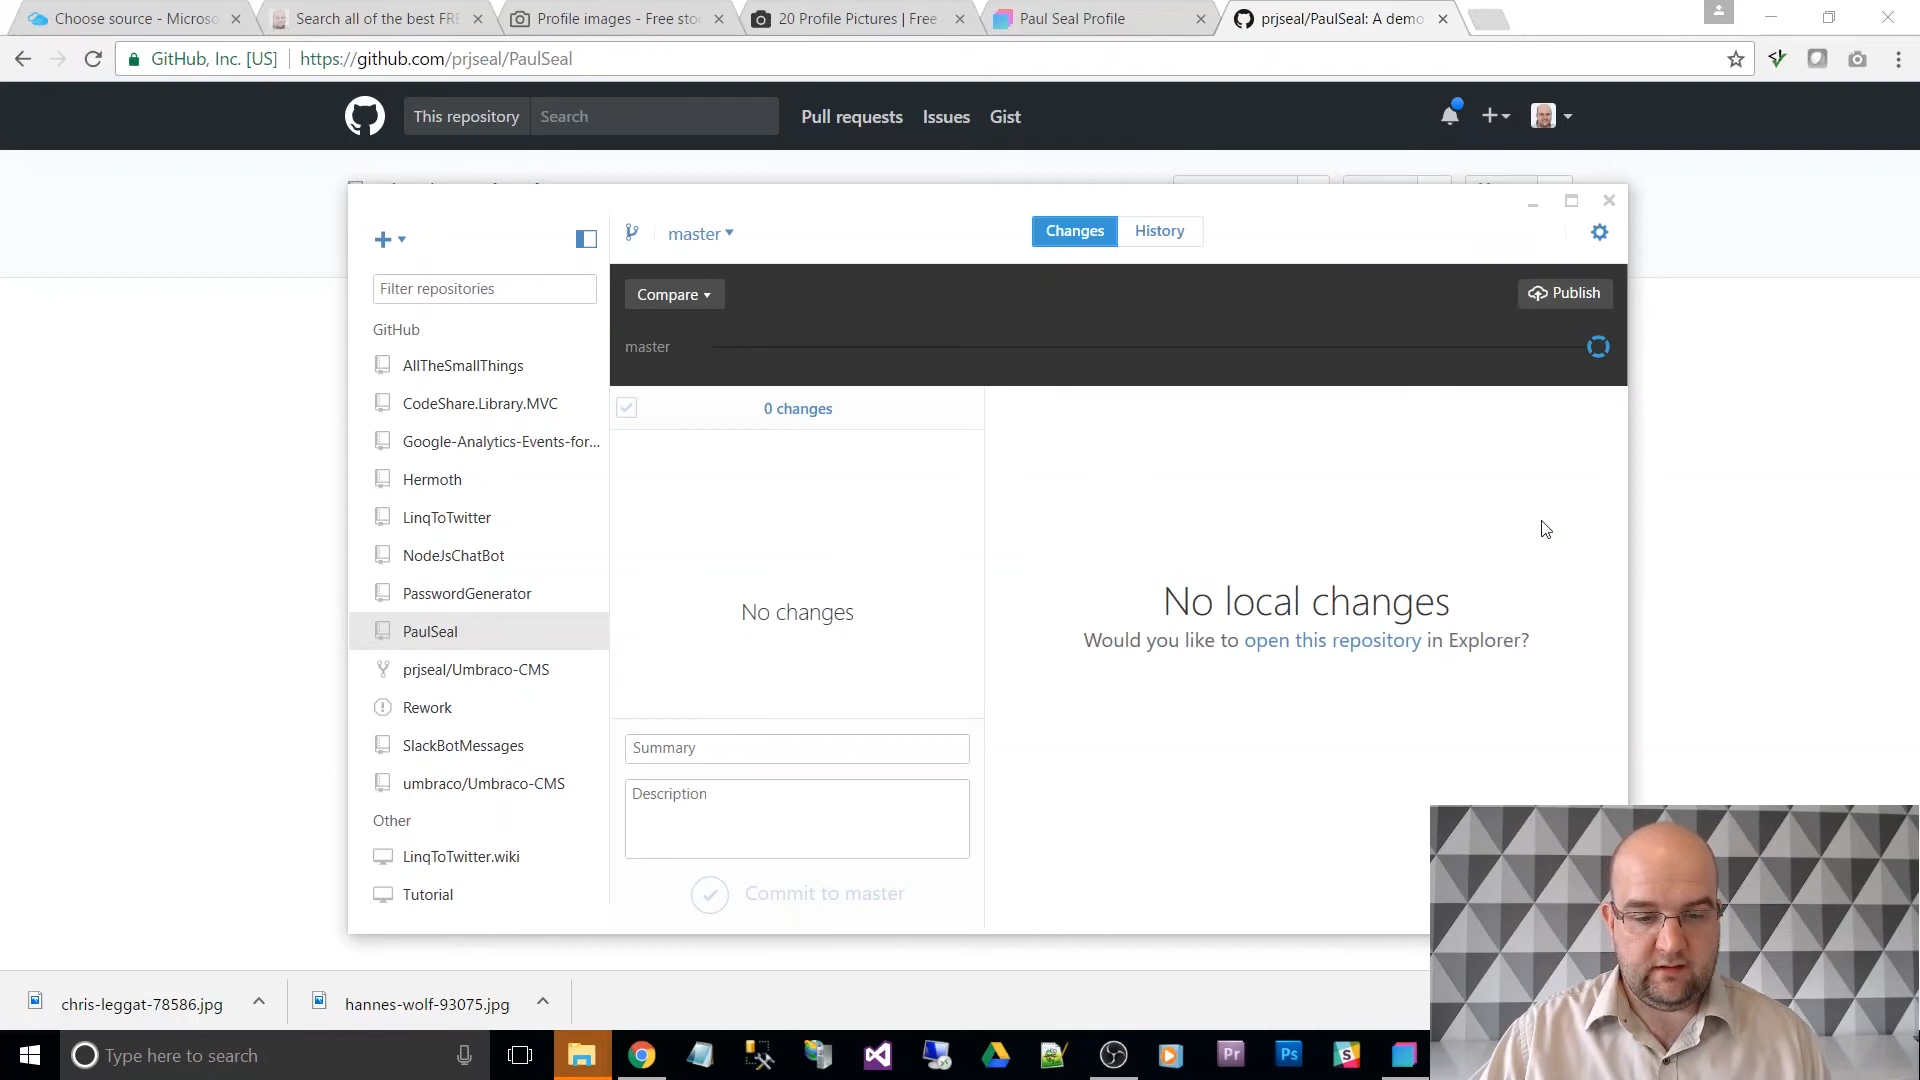 Choose source - Microso
Search all of the best FRE
Profile images - Free sto
20 Profile Pictures | Free
Paul Seal Profile
prjseal/PaulSeal: A demo
GitHub, Inc. [US]
https://github.com/prjseal/PaulSeal
This repository
Search
Pull requests
Issues
Gist
master
Changes
History
Filter repositories
Compare
Publish
master
GitHub
AllTheSmallThings
CodeShare.Library.MVC
Google-Analytics-Events-for...
Hermoth
LinqToTwitter
NodeJsChatBot
PasswordGenerator
PaulSeal
prjseal/Umbraco-CMS
Rework
SlackBotMessages
umbraco/Umbraco-CMS
Other
LinqToTwitter.wiki
Tutorial
0 changes
No changes
Summary
Description
Commit to master
No local changes
Would you like to open this repository in Explorer?
chris-leggat-78586.jpg
hannes-wolf-93075.jpg
Type here to search
Pr
Ps